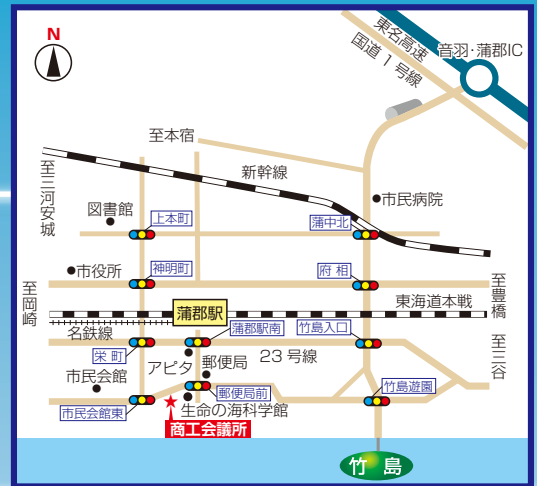 N
東名高速
国道1号線
音羽・蒲郡IC
至本宿
新幹線
至三河安城
市民病院
図書館
上本町
蒲中北
市役所
神明町
府相
至豊橋
至岡崎
蒲郡駅
東海道本戦
名鉄線
蒲郡駅南
竹島入口
至三谷
栄町
アピタ
郵便局
23号線
市民会館
郵便局前
竹島遊園
市民会館東
生命の海科学館
商工会議所
竹島